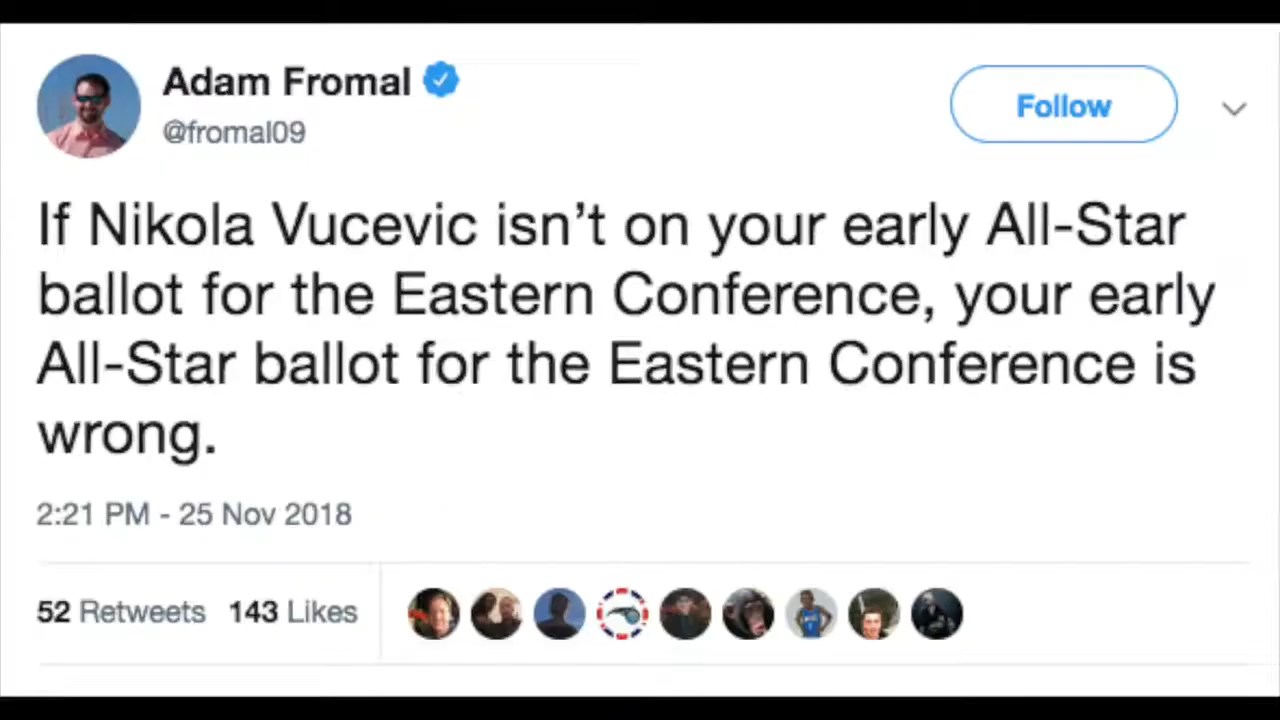 Adam Fromal
@fromal09
Follow
If Nikola Vucevic isn't on your early All-Star
ballot for the Eastern Conference, your early
All-Star ballot for the Eastern Conference is
wrong.
2:21 PM - 25 Nov 2018
52 Retweets 143 Likes